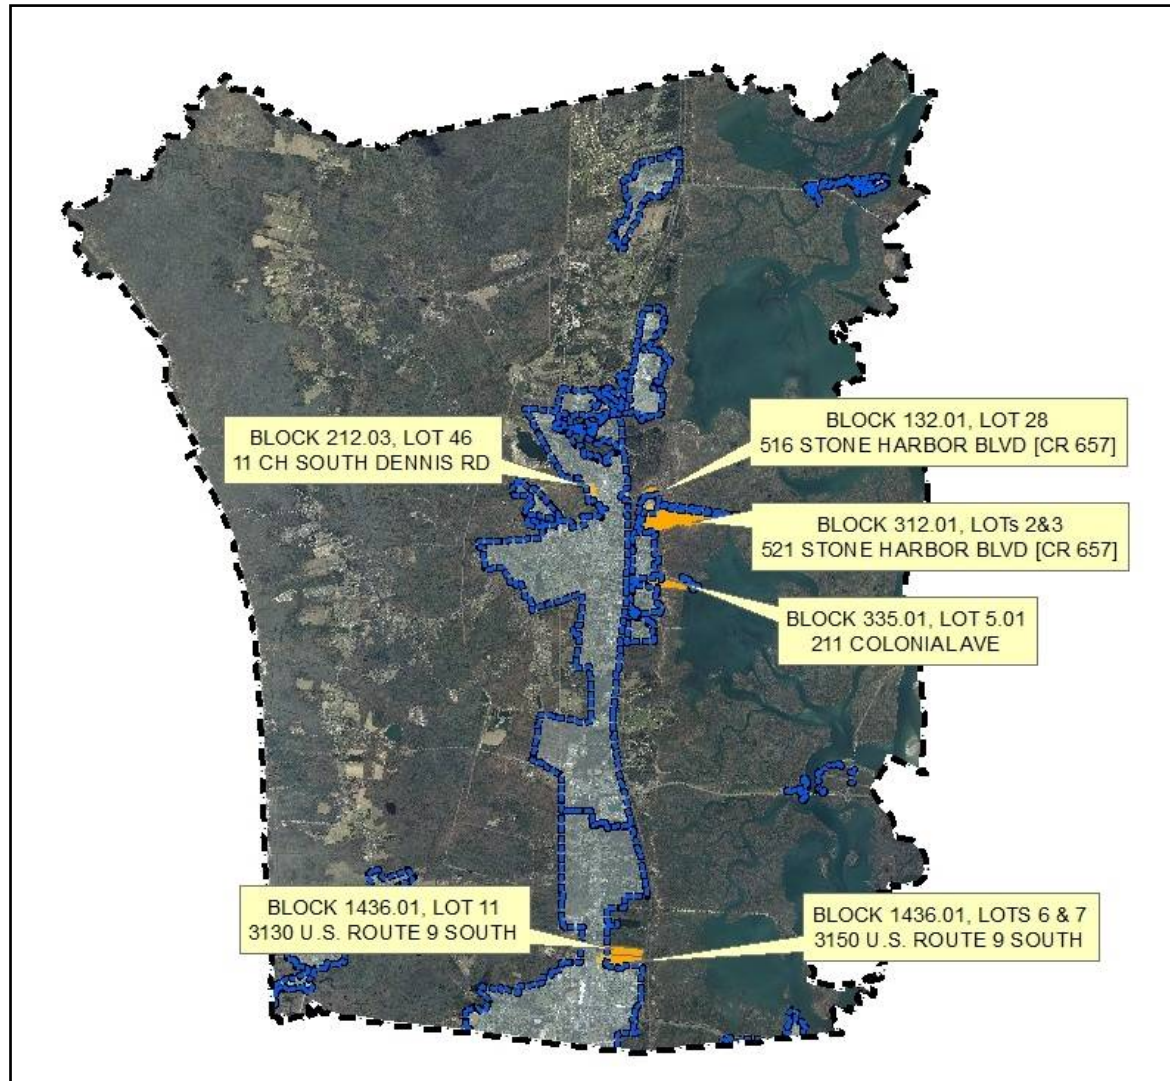 BLOCK 212.03, LOT 46
11 CH SOUTH DENNIS RD
BLOCK 132.01, LOT 28
516 STONE HARBOR BLVD [CR 657]
BLOCK 312.01, LOTs 2&3
521 STONE HARBOR BLVD [CR 657]
BLOCK 335.01, LOT 5.01
211 COLONIAL AVE
BLOCK 1436.01, LOT 11
3130 U.S. ROUTE 9 SOUTH
BLOCK 1436.01, LOTS 6 & 7
3150 U.S. ROUTE 9 SOUTH